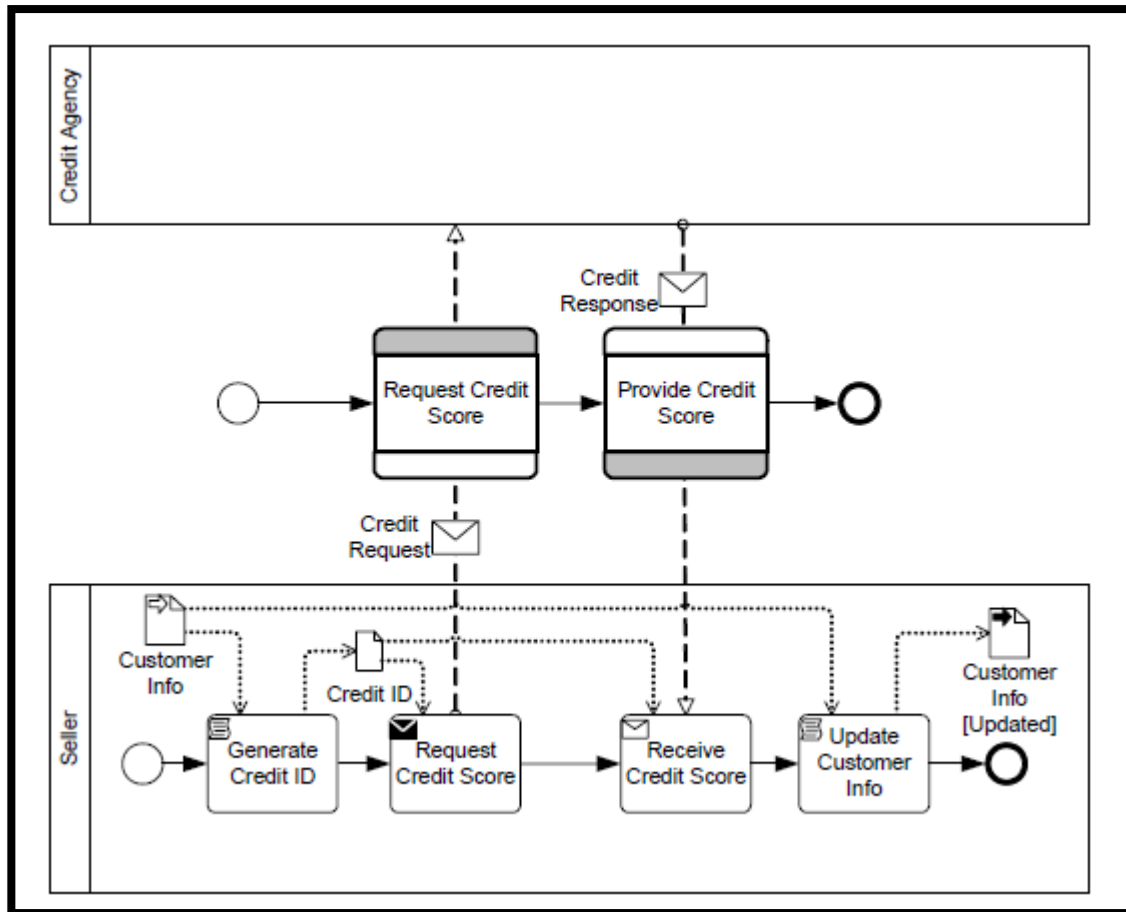 Credit Agency
Credit
Response
Request Credit
Score
Provide Credit
Score
Credit
Request
Seller
Customer
Info
Credit ID
Customer
Info
[Updated]
Generate
Credit ID
Request
Credit Score
Receive
Credit Score
Update
Customer
Info